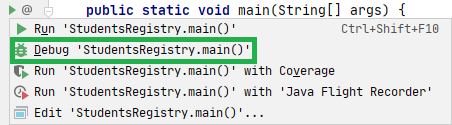 public static void main(String[] args) {
Run 'StudentsRegistry.main()' Ctrl+Shift+F10
Debug 'StudentsRegistry.main()'
Run 'StudentsRegistry.main()' with Coverage
Run 'StudentsRegistry.main()' with 'Java Flight Recorder'
Edit 'StudentsRegistry.main()'...